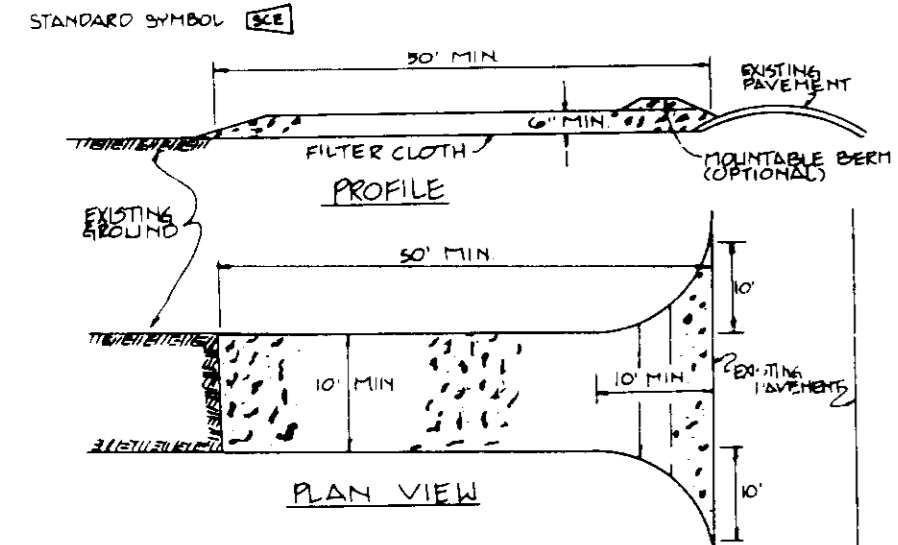 STANDARD SYMBOL SCE
50' MIN
EXISTING
PAVEMENT
6" MIN.
FILTER CLOTH
MOUNTABLE BERM
(OPTIONAL)
PROFILE
EXISTING
GROUND
50' MIN.
10'
10' MIN
10' MIN
EXISTING
PAVEMENT
10'
PLAN VIEW